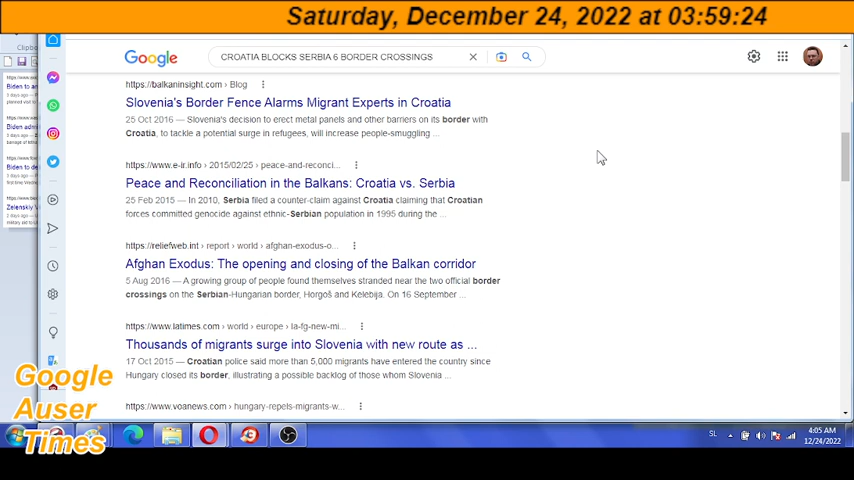 Saturday, December 24, 2022 at 03:59:24
Clipb
Google
CROATIA BLOCKS SERBIA 6 BORDER CROSSINGS
https://balkaninsight.com › Blog
Slovenia's Border Fence Alarms Migrant Experts in Croatia
25 Oct 2016 — Slovenia's decision to erect metal panels and other barriers on its border with
Croatia, to tackle a potential surge in refugees, will increase people-smuggling ...
https://www.e-ir.info › 2015/02/25 › peace-and-reconci...
Peace and Reconciliation in the Balkans: Croatia vs. Serbia
25 Feb 2015 — In 2010, Serbia filed a counter-claim against Croatia claiming that Croatian
forces committed genocide against ethnic-Serbian population in 1995 during the ...
https://reliefweb.int › report › world › afghan-exodus-o...
Afghan Exodus: The opening and closing of the Balkan corridor
5 Aug 2016 — A growing group of people found themselves stranded near the two official border
crossings on the Serbian-Hungarian border, Horgoš and Kelebija. On 16 September ...
https://www.latimes.com › world › europe › la-fg-new-mi...
Thousands of migrants surge into Slovenia with new route as ...
17 Oct 2015 — Croatian police said more than 5,000 migrants have entered the country since
Hungary closed its border, illustrating a possible backlog of those whom Slovenia ...
https://www.voanews.com › hungary-repels-migrants-w...
Biden to a
Biden adm
Biden to de
Zelenskiy V
Google
Auser
Times
SL
4:05 AM
12/24/2022